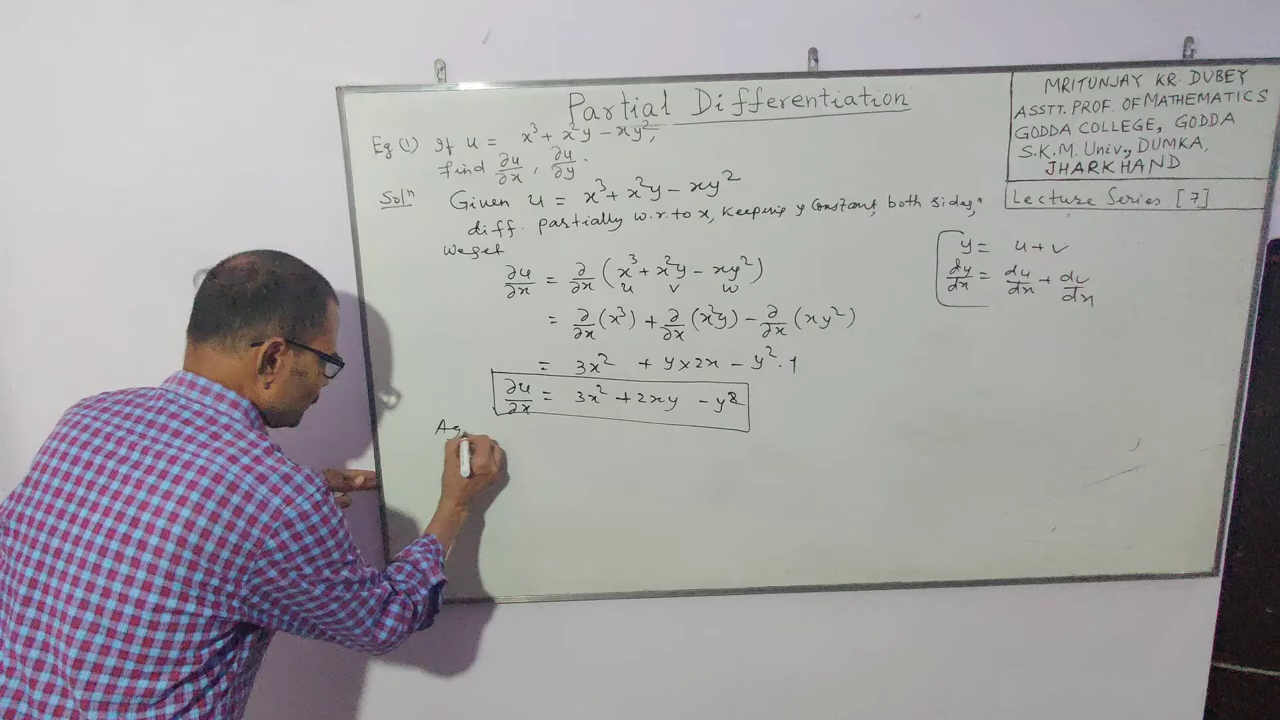 Partial Differentiation
Eg (1) If u = x³ + x²y – xy²,
find ∂u/∂x , ∂u/∂y .
Solⁿ Given u = x³ + x²y – xy²
diff. partially w.r. to x, keeping y constant, both sides,
we get
∂u/∂x = ∂/∂x (x³ + x²y – xy²)
u v w
= ∂/∂x (x³) + ∂/∂x (x²y) – ∂/∂x (xy²)
= 3x² + y×2x – y² . 1
∂u/∂x = 3x² + 2xy – y²
Ag
MRITUNJAY KR. DUBEY
ASSTT. PROF. OF MATHEMATICS
GODDA COLLEGE, GODDA
S.K.M. Univ., DUMKA,
JHARKHAND
Lecture Series [7]
y = u + v
dy/dx = du/dx + dv/dx